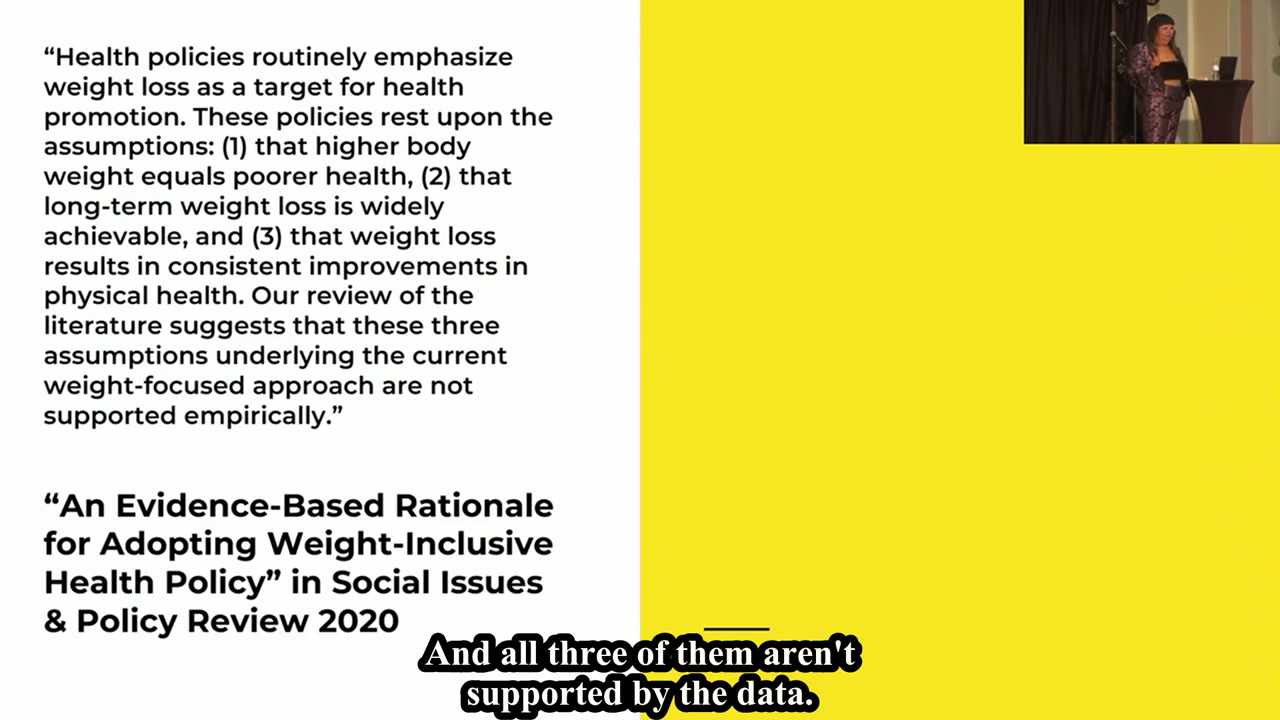 “Health policies routinely emphasize
weight loss as a target for health
promotion. These policies rest upon the
assumptions: (1) that higher body
weight equals poorer health, (2) that
long-term weight loss is widely
achievable, and (3) that weight loss
results in consistent improvements in
physical health. Our review of the
literature suggests that these three
assumptions underlying the current
weight-focused approach are not
supported empirically.”
“An Evidence-Based Rationale
for Adopting Weight-Inclusive
Health Policy” in Social Issues
& Policy Review 2020
And all three of them aren't
supported by the data.